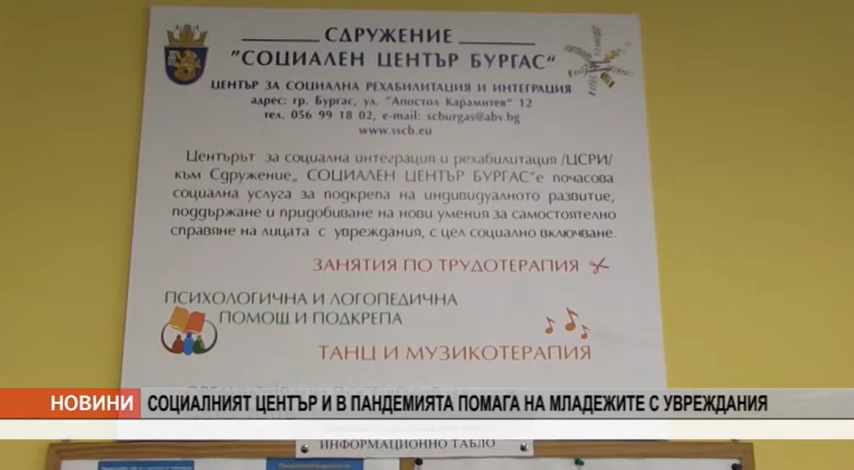 СДРУЖЕНИЕ
"СОЦИАЛЕН ЦЕНТЪР БУРГАС“
ЦЕНТЪР ЗА СОЦИАЛНА РЕХАБИЛИТАЦИЯ И ИНТЕГРАЦИЯ
адрес: гр. Бургас, ул. "Апостол Карамитев" 12
тел. 056 99 18 02, e-mail: scburgas@abv.bg
www.sscb.eu
Центърът за социална интеграция и рехабилитация /ЦСРИ/
към Сдружение„ СОЦИАЛЕН ЦЕНТЪР БУРГАС“е почасова
социална услуга за подкрепа на индивидуалното развитие,
поддържане и придобиване на нови умения за самостоятелно
справяне на лицата с увреждания, с цел социално включване.
ЗАНЯТИЯ ПО ТРУДОТЕРАПИЯ
ПСИХОЛОГИЧНА И ЛОГОПЕДИЧНА
ПОМОЩ И ПОДКРЕПА
ТАНЦ И МУЗИКОТЕРАПИЯ
НОВИНИ
СОЦИАЛНИЯТ ЦЕНТЪР И В ПАНДЕМИЯТА ПОМАГА НА МЛАДЕЖИТЕ С УВРЕЖДАНИЯ
ИНФОРМАЦИОННО ТАБЛО